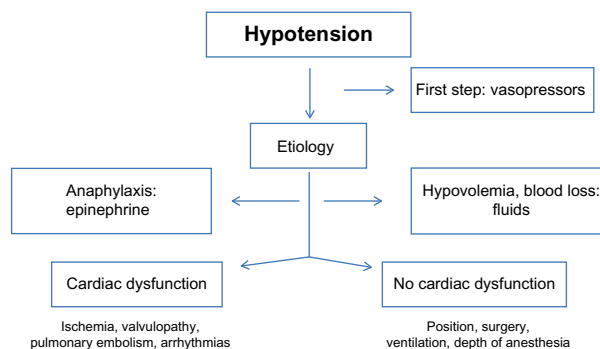 Hypotension
First step: vasopressors
Etiology
Anaphylaxis:
epinephrine
Hypovolemia, blood loss:
fluids
Cardiac dysfunction
No cardiac dysfunction
Ischemia, valvulopathy,
pulmonary embolism, arrhythmias
Position, surgery,
ventilation, depth of anesthesia